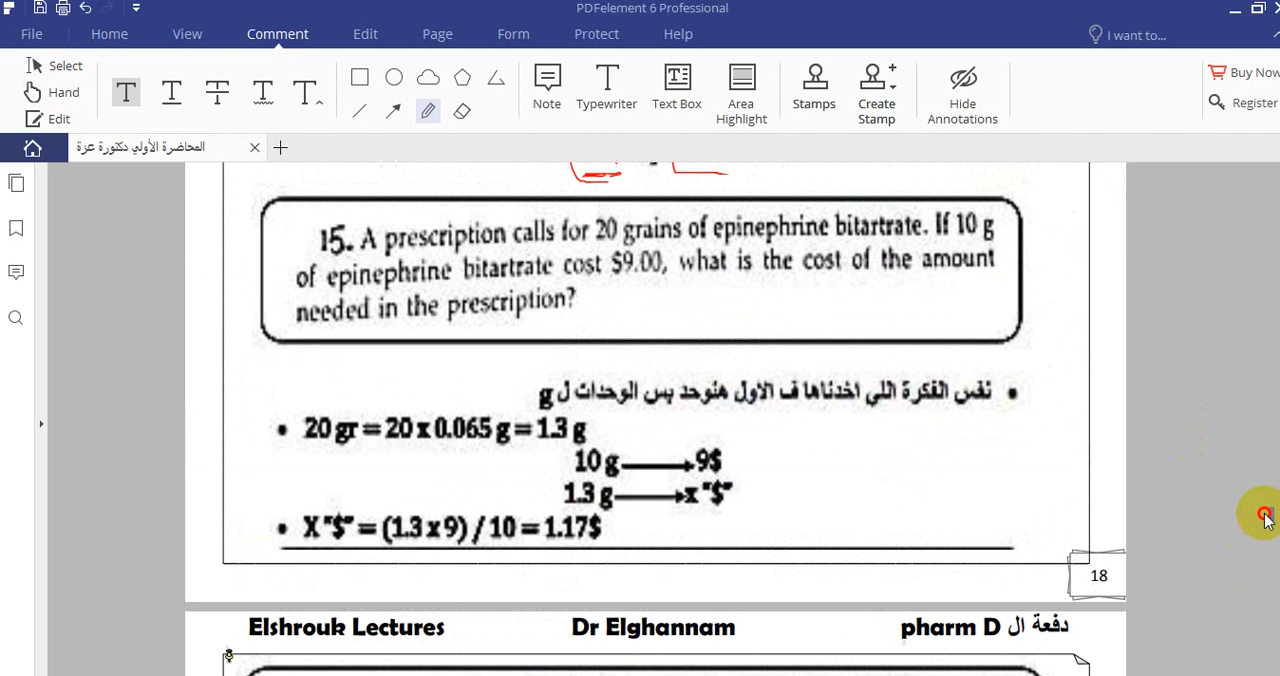 PDFelement 6 Professional
File Home View Comment Edit Page Form Protect Help
I want to...
Select
Hand
Edit
Note Typewriter Text Box Area Highlight Stamps Create Stamp Hide Annotations
Buy Now
Register
المحاضرة الأولي دكتورة عزة
15. A prescription calls for 20 grains of epinephrine bitartrate. If 10 g
of epinephrine bitartrate cost $9.00, what is the cost of the amount
needed in the prescription?
• نفس الفكرة اللي اخدناها ف الاول هنوحد بس الوحدات ل g
• 20 gr = 20 x 0.065 g = 1.3 g
10 g → 9$
1.3 g → x "$"
• X "$" = (1.3 x 9) / 10 = 1.17$
18
Elshrouk Lectures Dr Elghannam pharm D دفعة ال